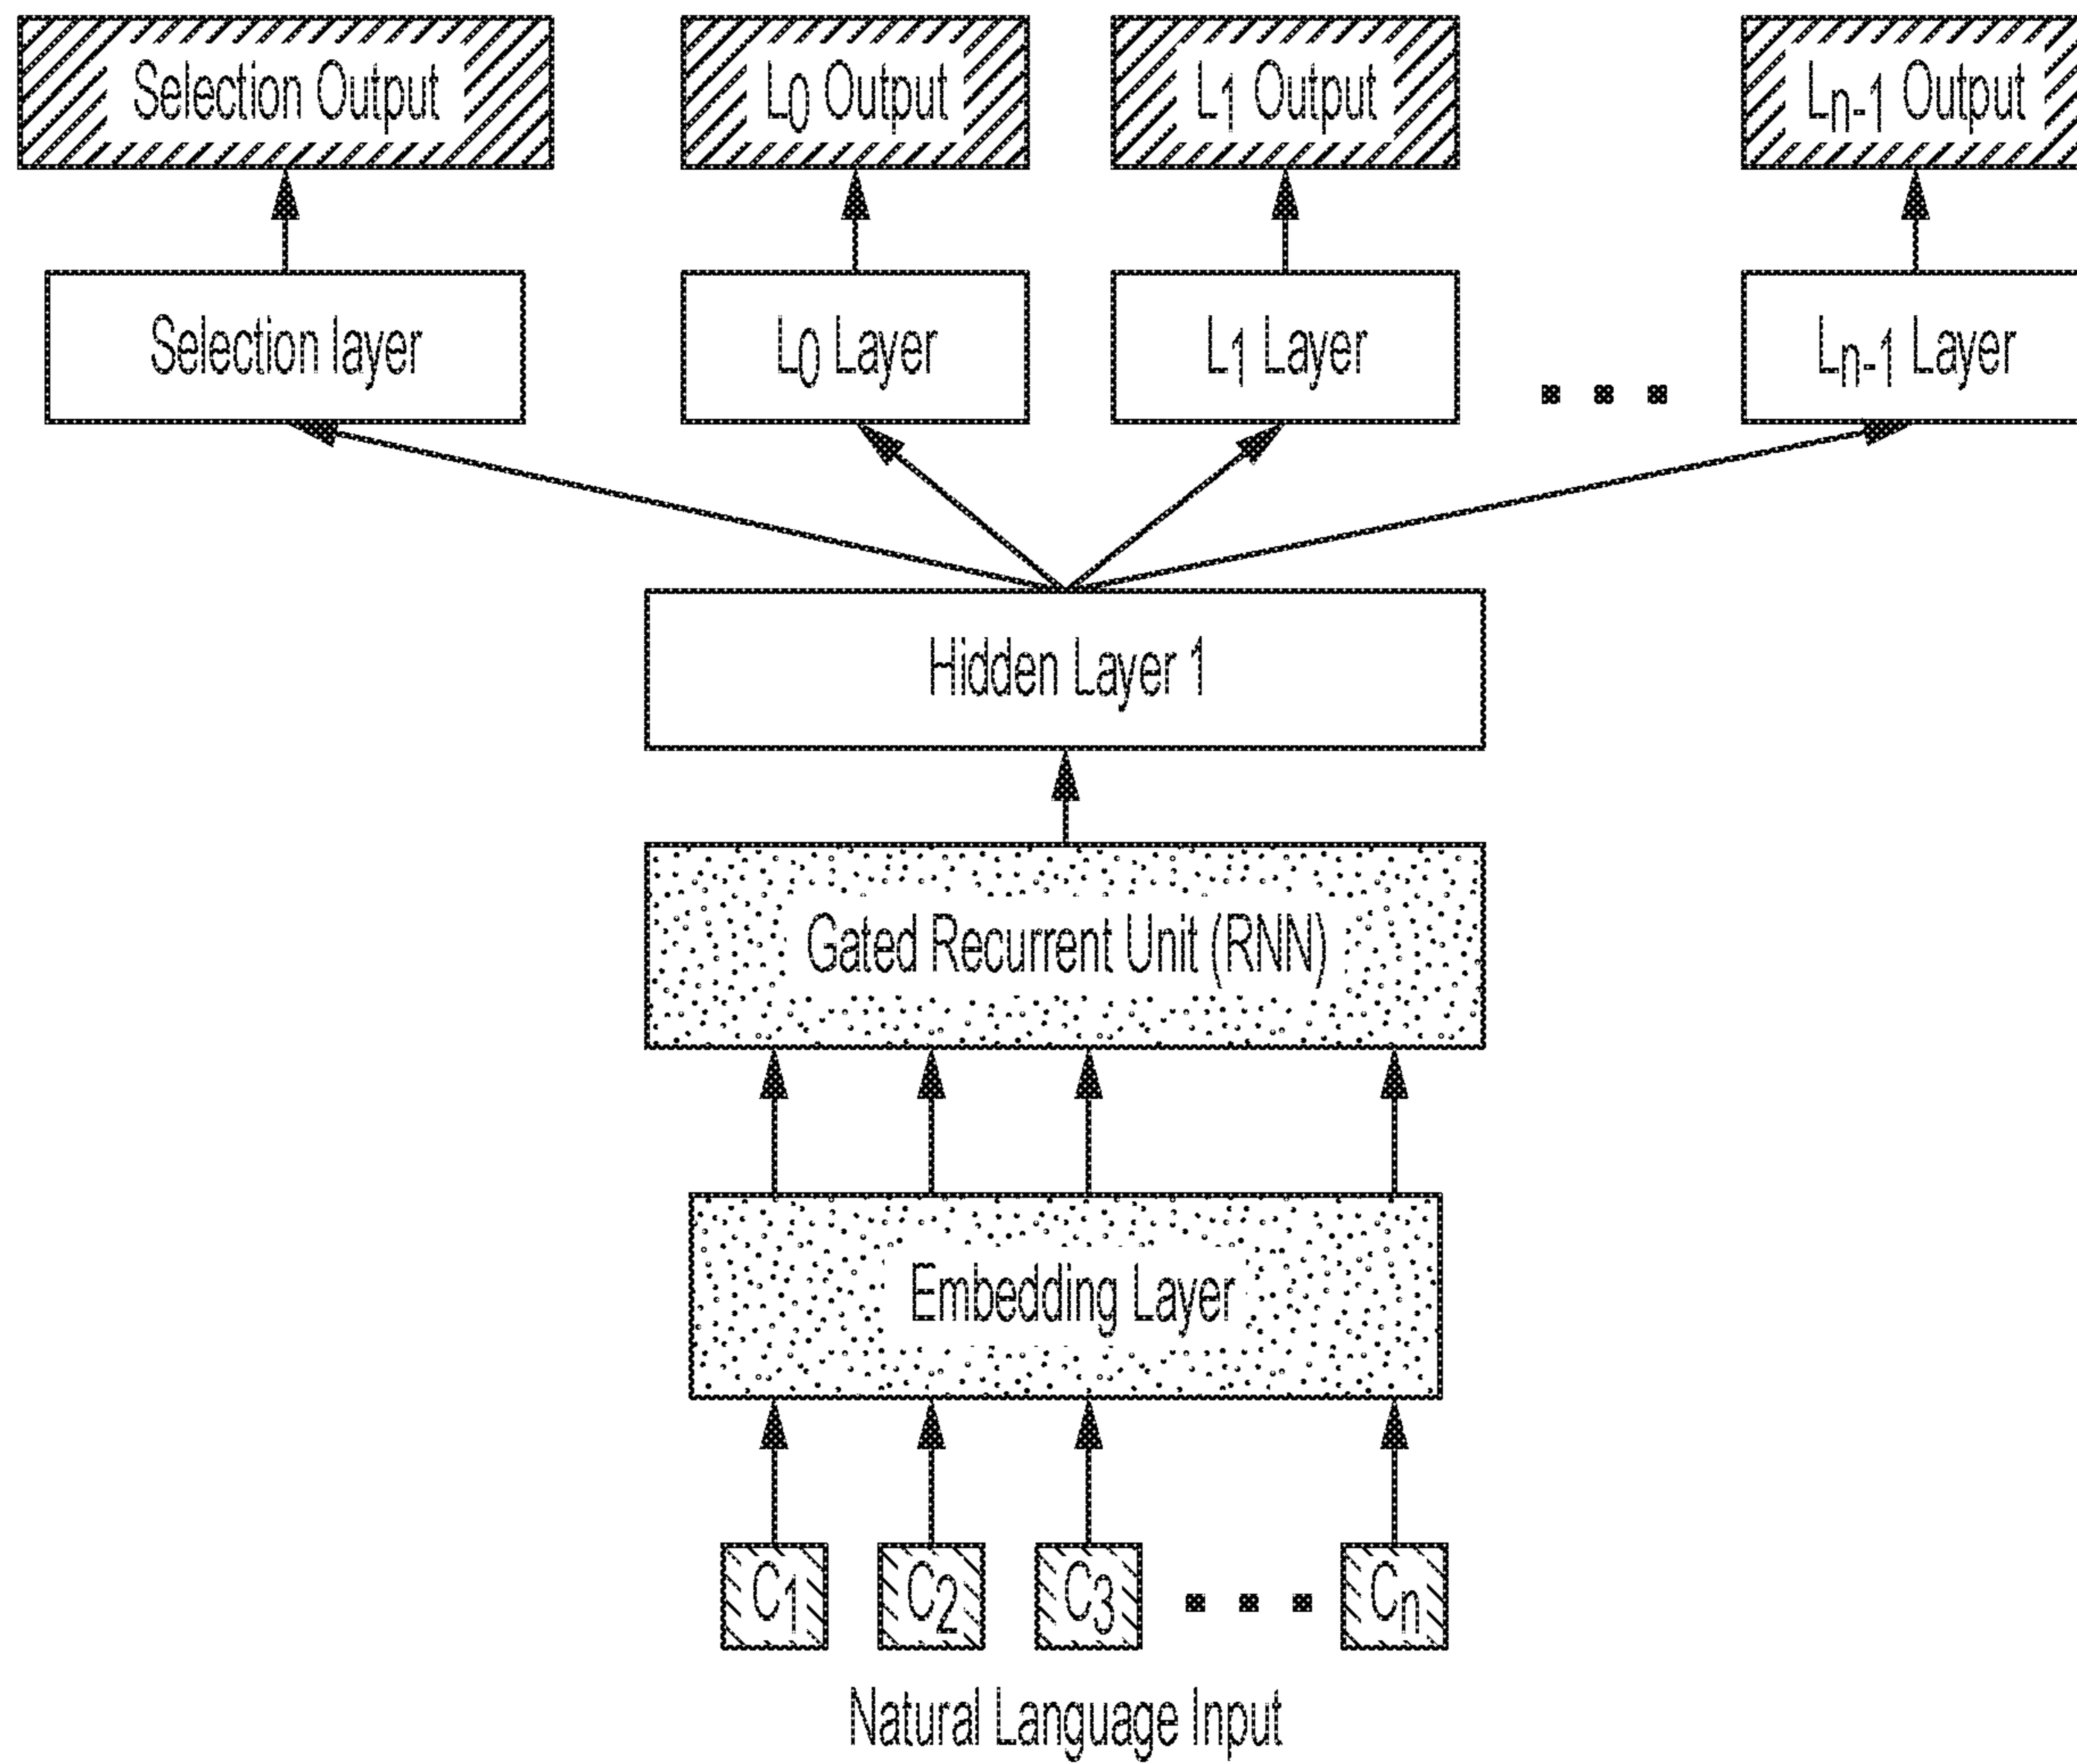 Selection Output
L0 Output
L1 Output
Ln-1 Output
Selection layer
L0 Layer
L1 Layer
...
Ln-1 Layer
Hidden Layer 1
Gated Recurrent Unit (RNN)
Embedding Layer
C1
C2
C3
...
Cn
Natural Language Input